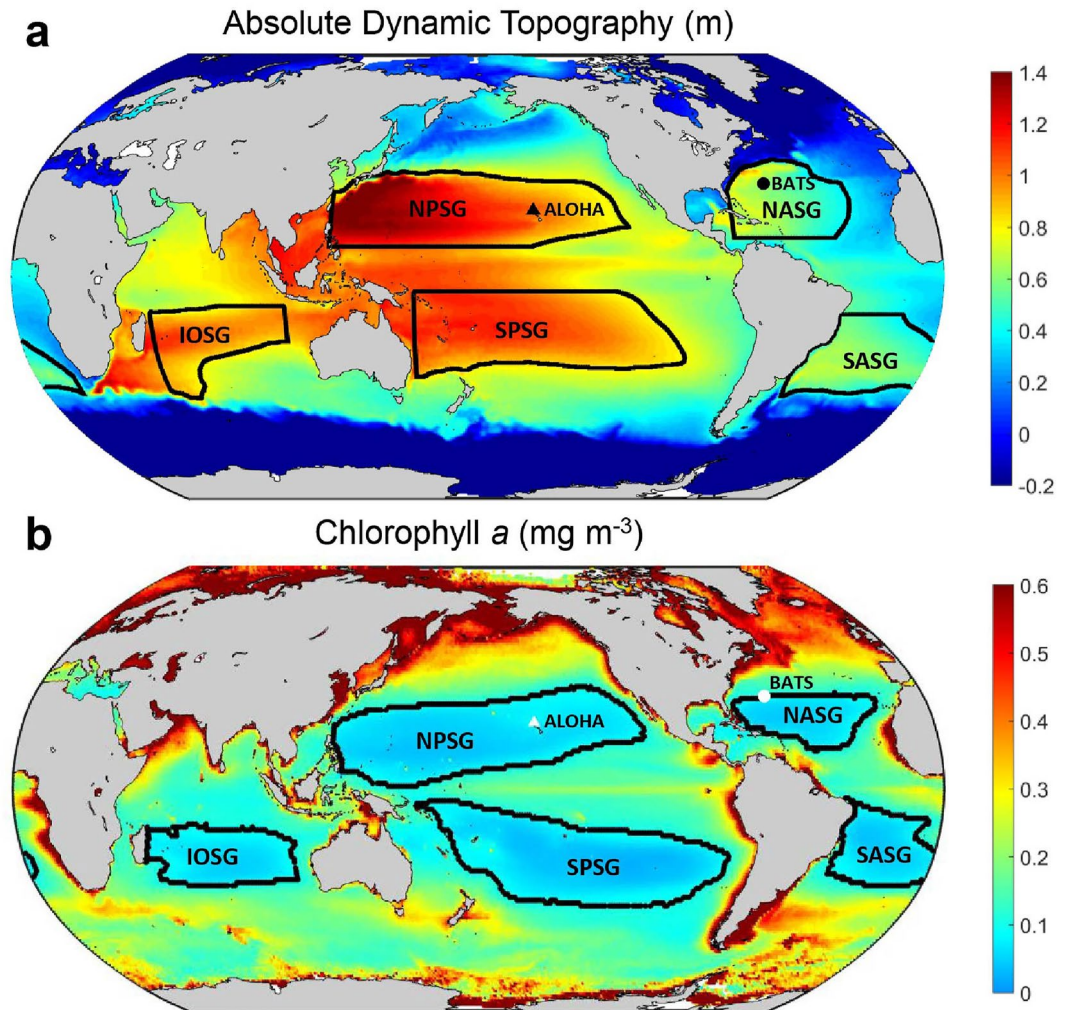 a
Absolute Dynamic Topography (m)
NPSG
ALOHA
BATS
NASG
IOSG
SPSG
SASG
1.4
1.2
1
0.8
0.6
0.4
0.2
0
-0.2
b
Chlorophyll a (mg m-3)
BATS
NASG
NPSG
ALOHA
IOSG
SPSG
SASG
0.6
0.5
0.4
0.3
0.2
0.1
0